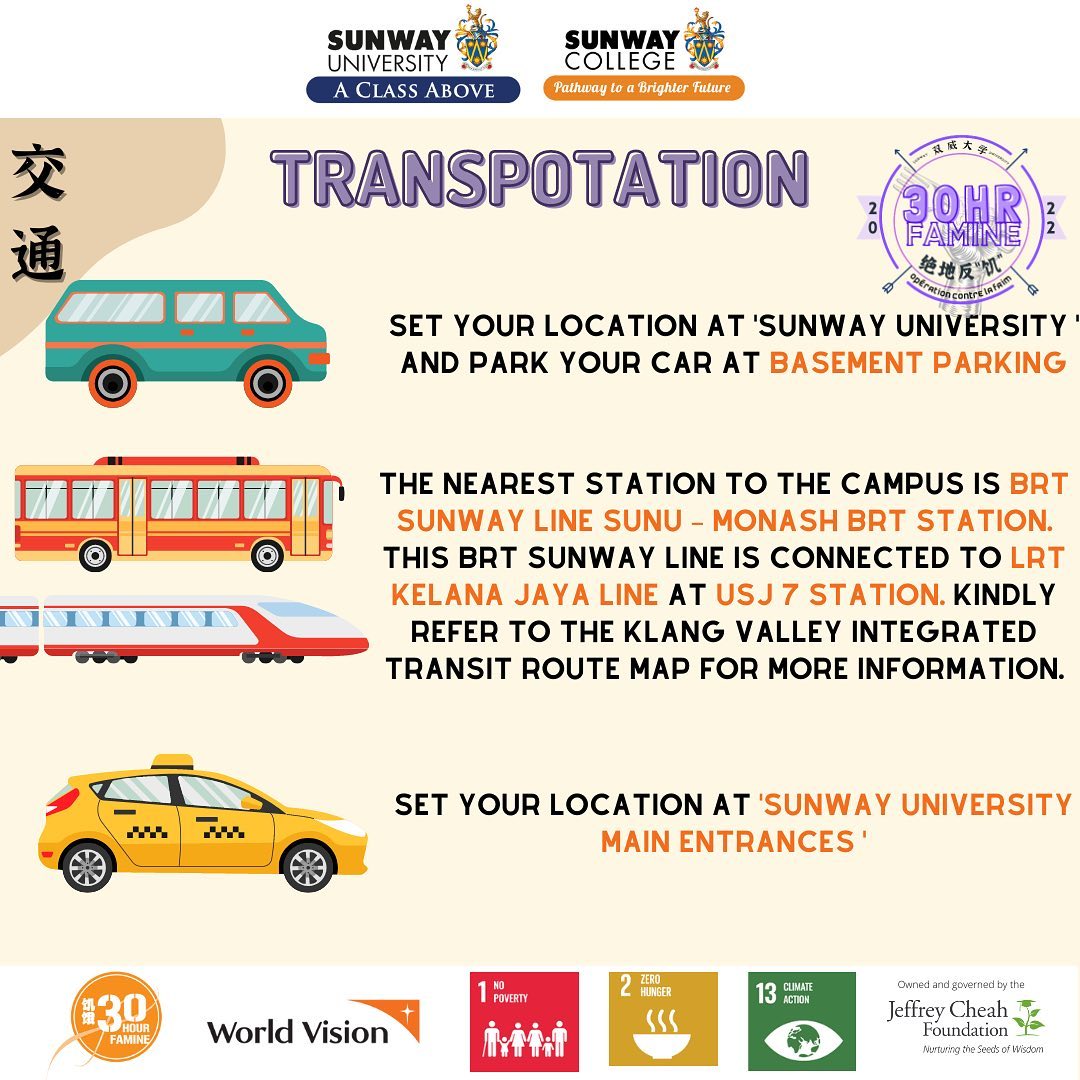 SUNWAY
UNIVERSITY
A CLASS ABOVE
SUNWAY
COLLEGE
Pathway to a Brighter Future
交
通
TRANSPOTATION
双威大学
20
22
30HR
FAMINE
绝地反"饥"
opération contre la faim
SET YOUR LOCATION AT 'SUNWAY UNIVERSITY '
AND PARK YOUR CAR AT BASEMENT PARKING
THE NEAREST STATION TO THE CAMPUS IS BRT
SUNWAY LINE SUNU – MONASH BRT STATION.
THIS BRT SUNWAY LINE IS CONNECTED TO LRT
KELANA JAYA LINE AT USJ 7 STATION. KINDLY
REFER TO THE KLANG VALLEY INTEGRATED
TRANSIT ROUTE MAP FOR MORE INFORMATION.
SET YOUR LOCATION AT 'SUNWAY UNIVERSITY
MAIN ENTRANCES '
饥饿
30
HOUR
FAMINE
World Vision
1 NO
POVERTY
2 ZERO
HUNGER
13 CLIMATE
ACTION
Owned and governed by the
Jeffrey Cheah
Foundation
Nurturing the Seeds of Wisdom